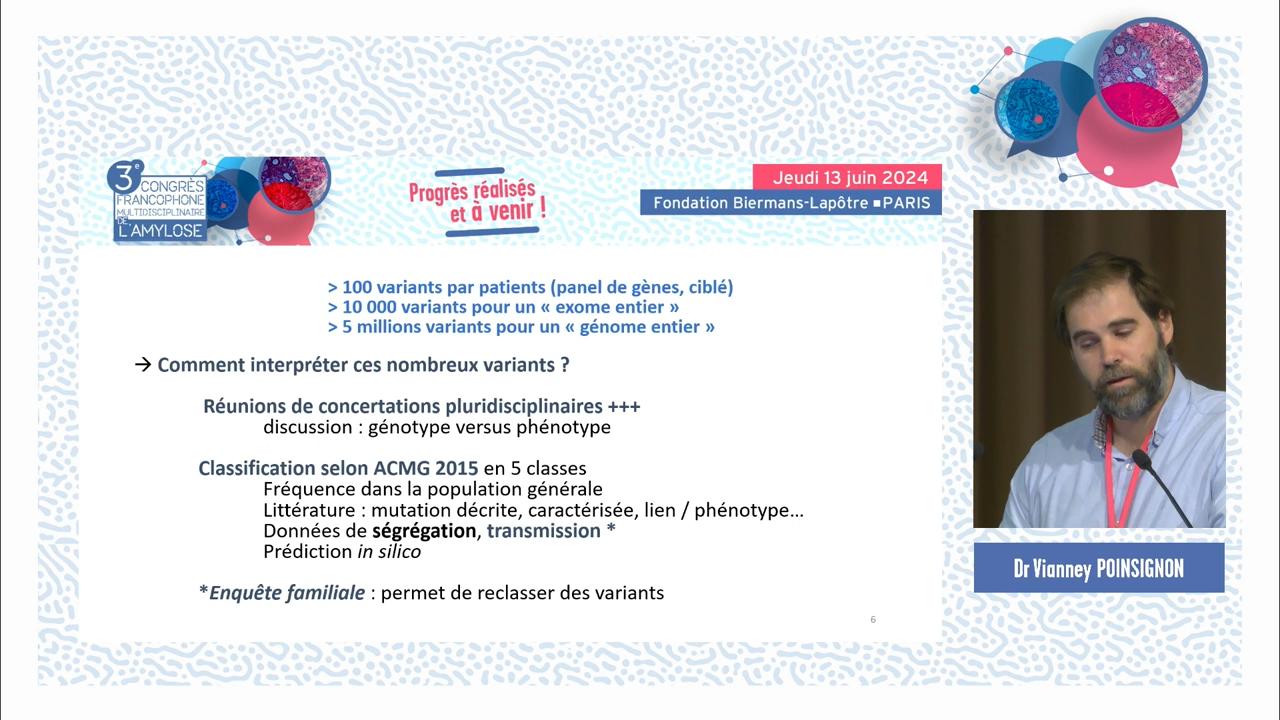 3e
CONGRÈS
FRANCOPHONE
MULTIDISCIPLINAIRE
DE
L'AMYLOSE
Progrès réalisés
et à venir !
Jeudi 13 juin 2024
Fondation Biermans-Lapôtre ■ PARIS
> 100 variants par patients (panel de gènes, ciblé)
> 10 000 variants pour un « exome entier »
> 5 millions variants pour un « génome entier »
→ Comment interpréter ces nombreux variants ?
Réunions de concertations pluridisciplinaires +++
discussion : génotype versus phénotype
Classification selon ACMG 2015 en 5 classes
Fréquence dans la population générale
Littérature : mutation décrite, caractérisée, lien / phénotype...
Données de ségrégation, transmission *
Prédiction in silico
*Enquête familiale : permet de reclasser des variants
6
Dr Vianney POINSIGNON